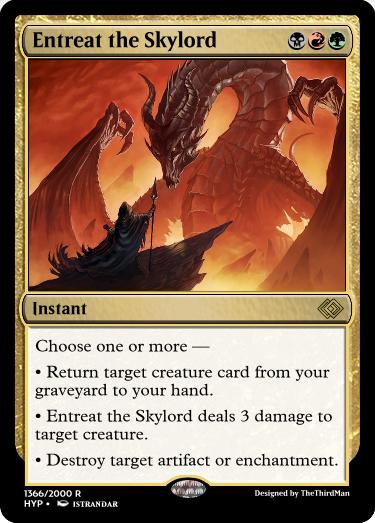 Entreat the Skylord
Instant
Choose one or more —
• Return target creature card from your
graveyard to your hand.
• Entreat the Skylord deals 3 damage to
target creature.
• Destroy target artifact or enchantment.
1366/2000 R
HYP • ISTRANDAR
Designed by TheThirdMan